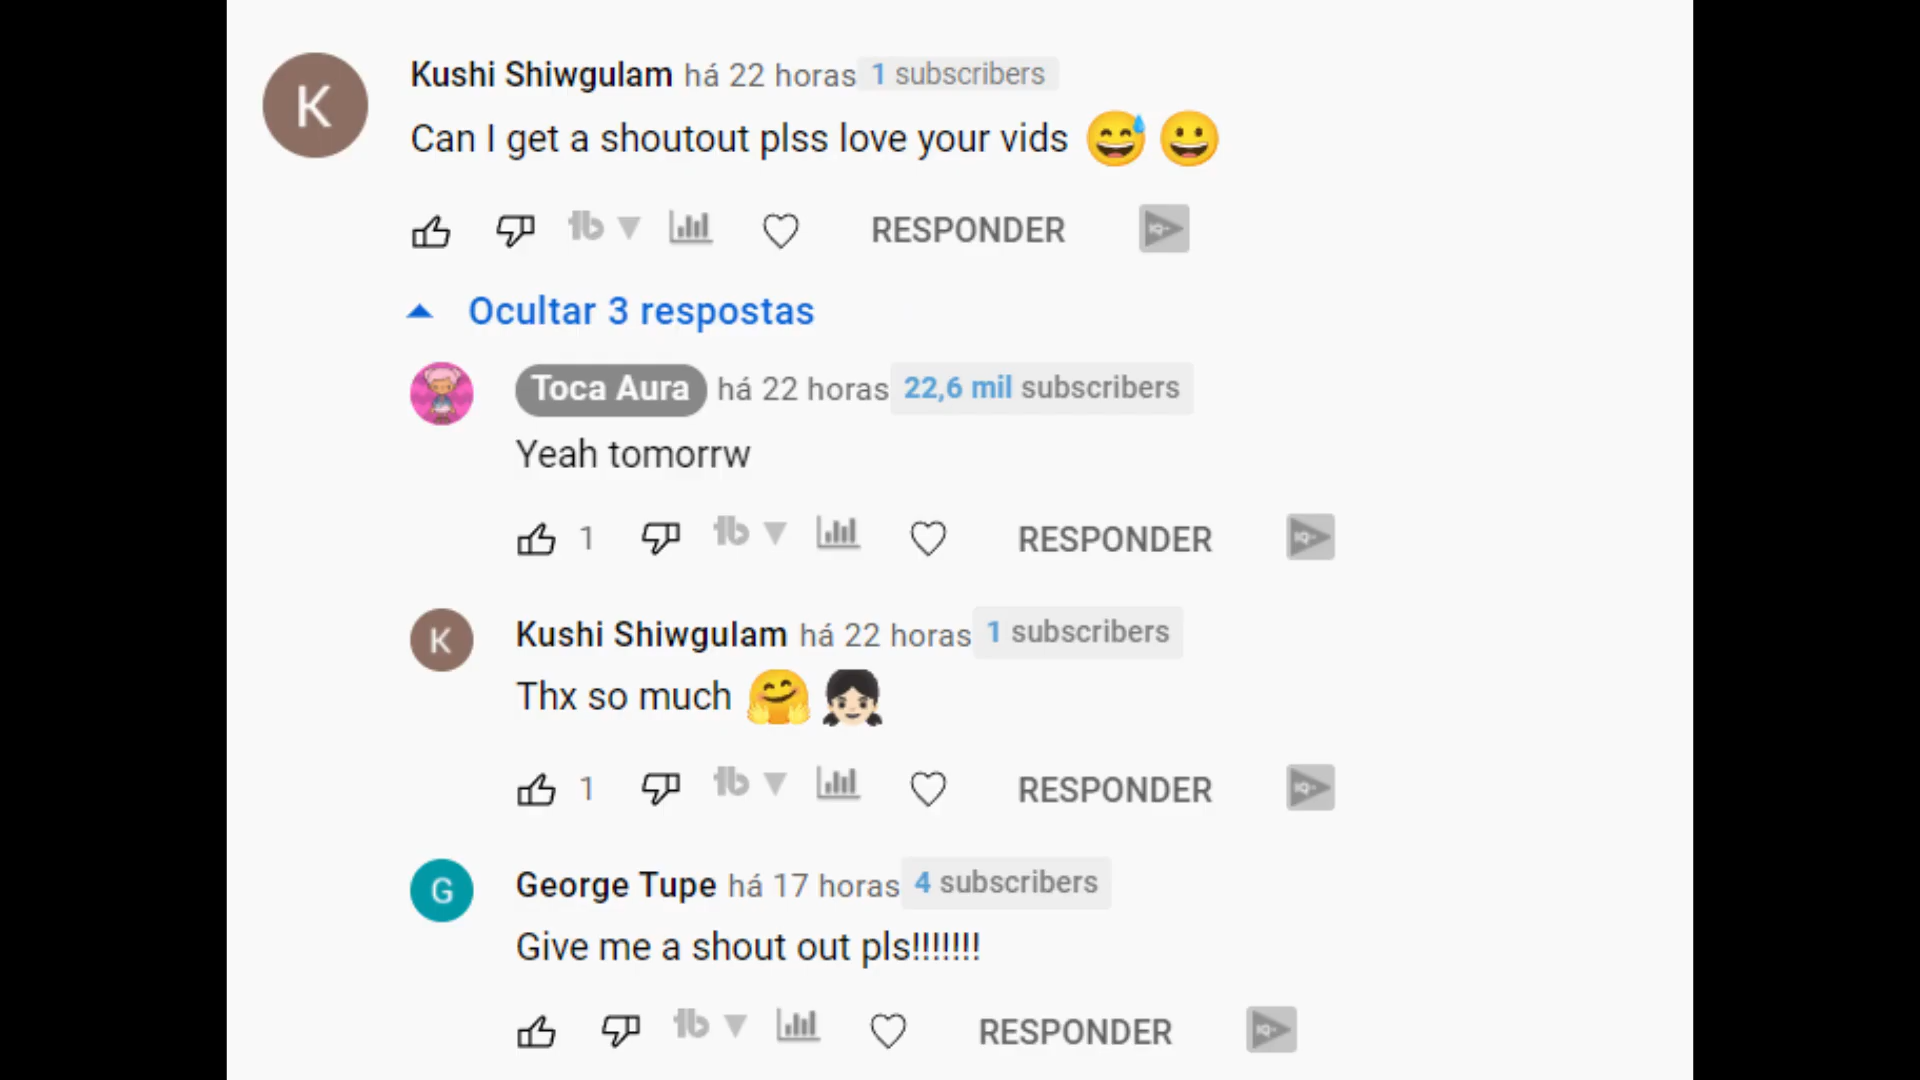 K
Kushi Shiwgulam há 22 horas 1 subscribers
Can I get a shoutout plss love your vids 😅 😀
RESPONDER
Ocultar 3 respostas
Toca Aura há 22 horas 22,6 mil subscribers
Yeah tomorrw
1 RESPONDER
K
Kushi Shiwgulam há 22 horas 1 subscribers
Thx so much 🤗 👧🏻
1 RESPONDER
G
George Tupe há 17 horas 4 subscribers
Give me a shout out pls!!!!!!!
RESPONDER